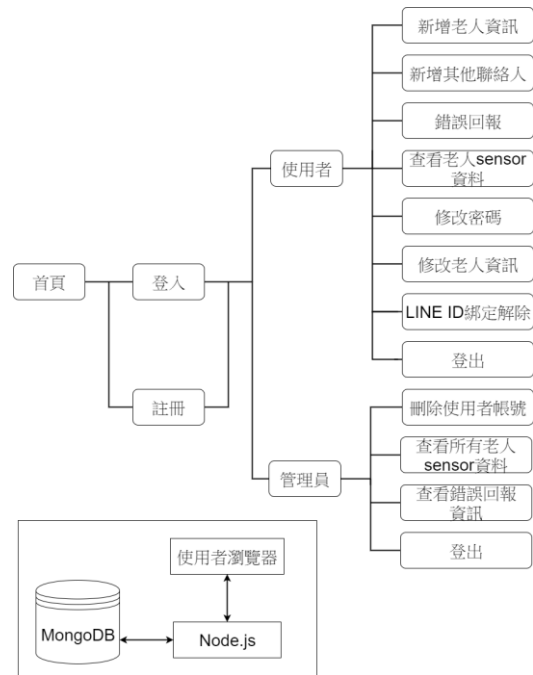 新增老人資訊
新增其他聯絡人
錯誤回報
使用者
查看老人sensor
資料
修改密碼
首頁
登入
修改老人資訊
LINE ID綁定解除
登出
註冊
刪除使用者帳號
查看所有老人
sensor資料
管理員
查看錯誤回報
資訊
登出
使用者瀏覽器
MongoDB
Node.js